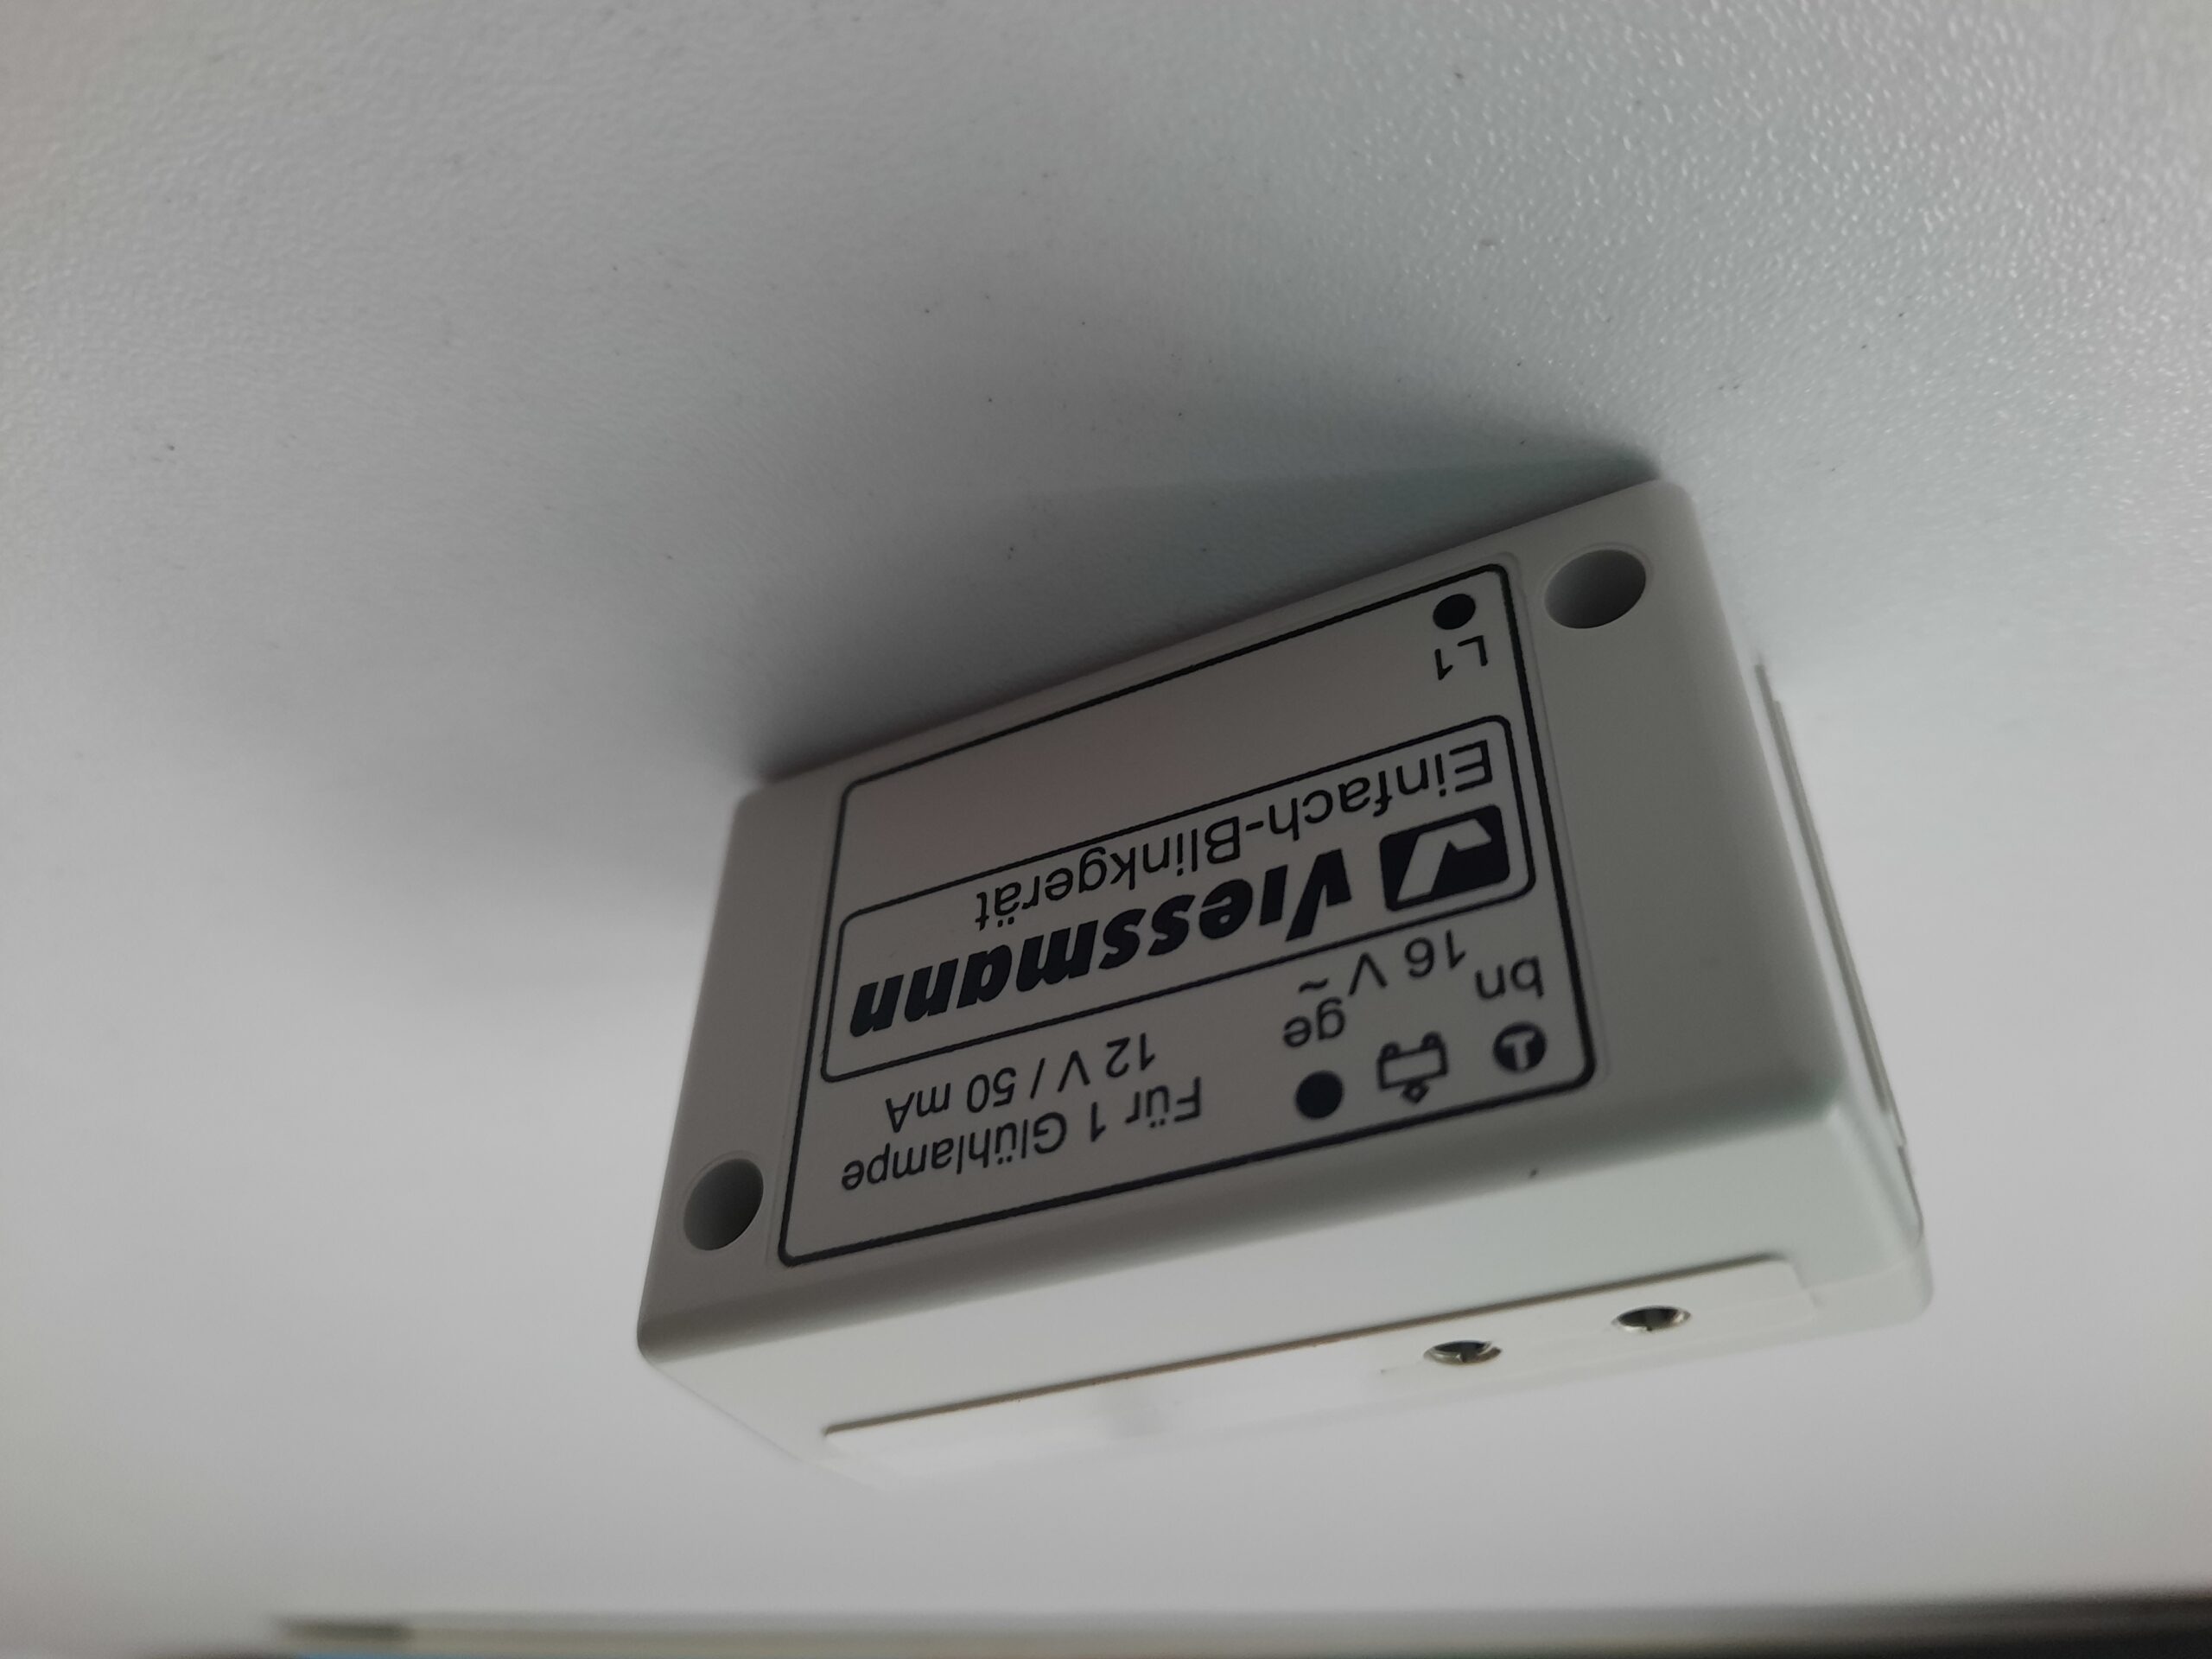 L1
Einfach-Blinkgerät
viessmann
bn 16 V~ ge
12 V / 50 mA
Für 1 Glühlampe